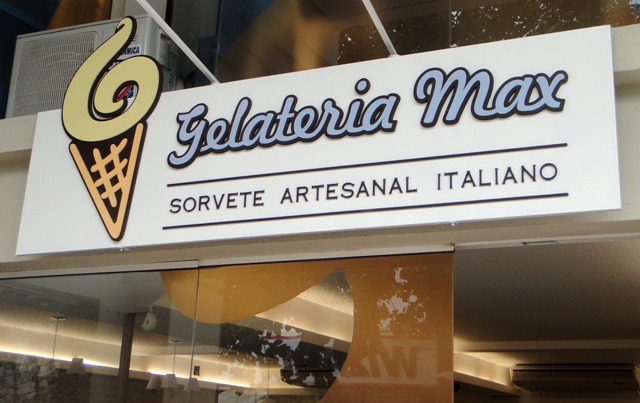 Gelateria Max
SORVETE ARTESANAL ITALIANO